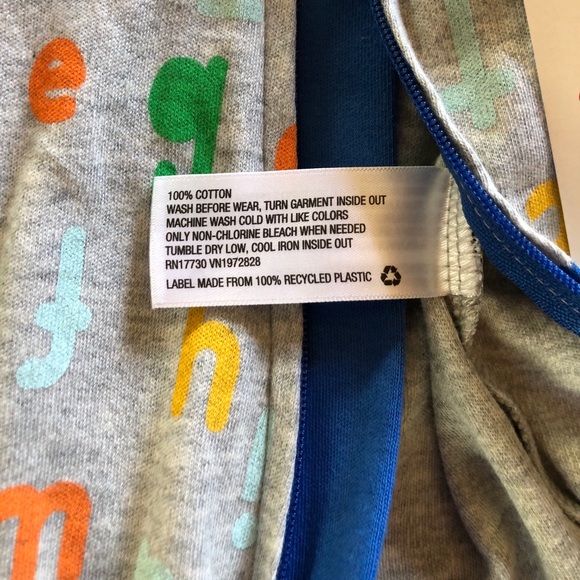 e
g
f
n
m
100% COTTON
WASH BEFORE WEAR, TURN GARMENT INSIDE OUT
MACHINE WASH COLD WITH LIKE COLORS
ONLY NON-CHLORINE BLEACH WHEN NEEDED
TUMBLE DRY LOW, COOL IRON INSIDE OUT
RN17730 VN1972828
LABEL MADE FROM 100% RECYCLED PLASTIC